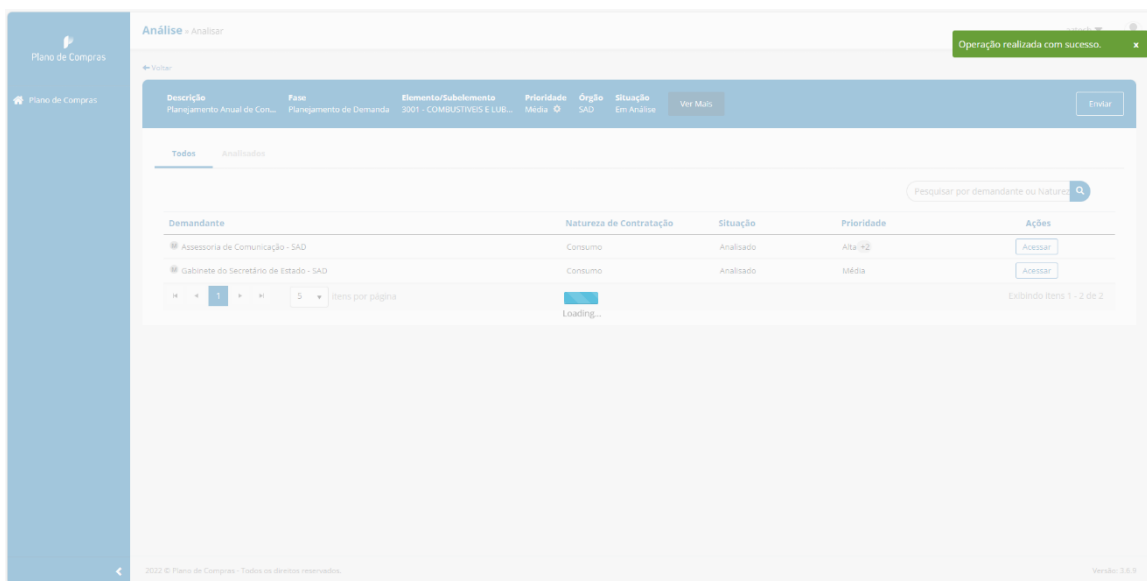 Plano de Compras
Plano de Compras
Análise » Analisar
Operação realizada com sucesso. x
Voltar
Descrição Fase Elemento/Subelemento Prioridade Órgão Situação
Planejamento Anual de Con... Planejamento de Demanda 3001 - COMBUSTIVEIS E LUB... Média SAD Em Análise
Ver Mais
Enviar
Todos Analisados
Pesquisar por demandante ou Naturez
Demandante Natureza de Contratação Situação Prioridade Ações
Assessoria de Comunicação - SAD Consumo Analisado Alta +2 Acessar
Gabinete do Secretário de Estado - SAD Consumo Analisado Média Acessar
1 5 itens por página Exibindo itens 1 - 2 de 2
Loading...
2022 © Plano de Compras - Todos os direitos reservados.